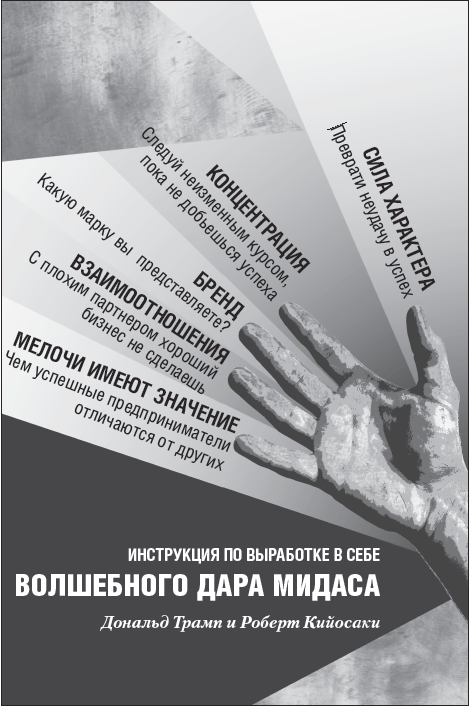 СИЛА ХАРАКТЕРА
Преврати неудачу в успех
КОНЦЕНТРАЦИЯ
Следуй неизменным курсом,
пока не добьешься успеха
БРЕНД
Какую марку вы представляете?
ВЗАИМООТНОШЕНИЯ
С плохим партнером хороший
бизнес не сделаешь
МЕЛОЧИ ИМЕЮТ ЗНАЧЕНИЕ
Чем успешные предприниматели
отличаются от других
ИНСТРУКЦИЯ ПО ВЫРАБОТКЕ В СЕБЕ
ВОЛШЕБНОГО ДАРА МИДАСА
Дональд Трамп и Роберт Кийосаки